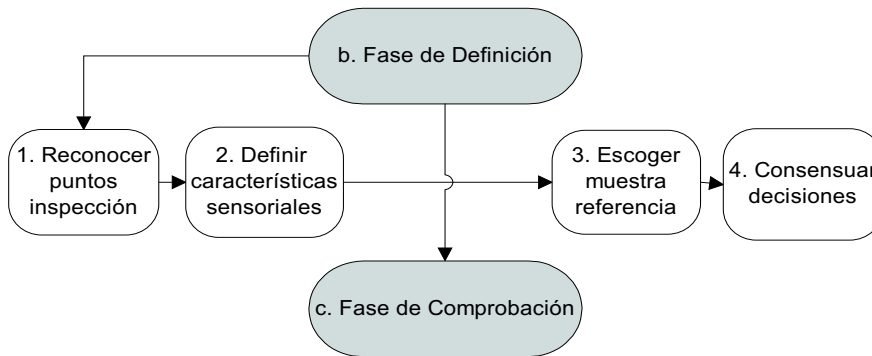 b. Fase de Definición
1. Reconocer
puntos
inspección
2. Definir
características
sensoriales
3. Escoger
muestra
referencia
4. Consensuar
decisiones
c. Fase de Comprobación